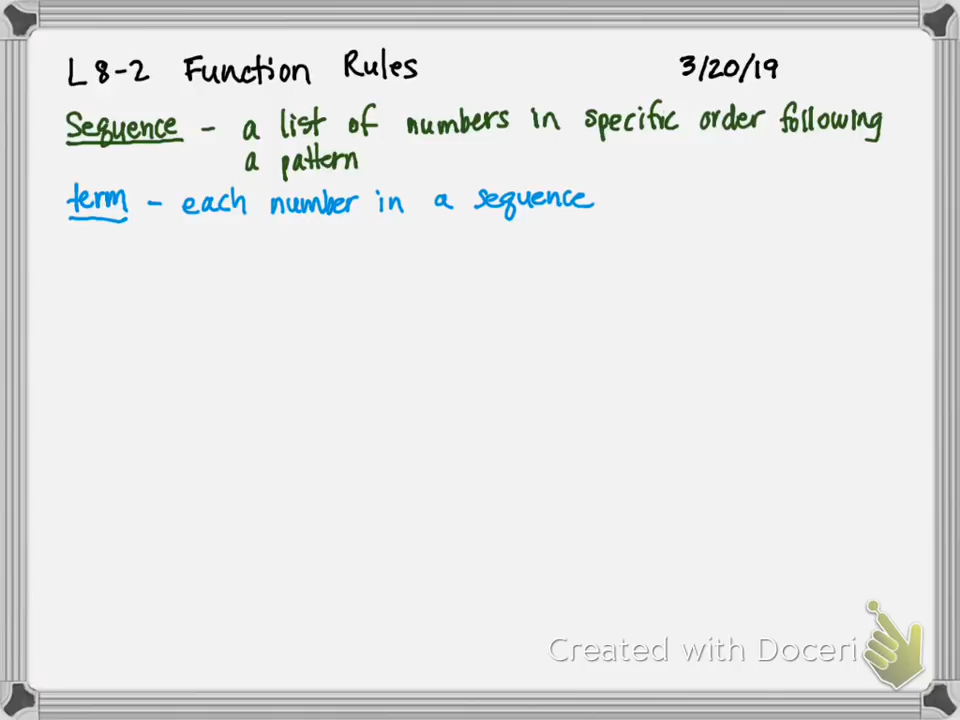 L 8-2 Function Rules 3/20/19
Sequence - a list of numbers in specific order following
a pattern
term - each number in a sequence
Created with Doceri